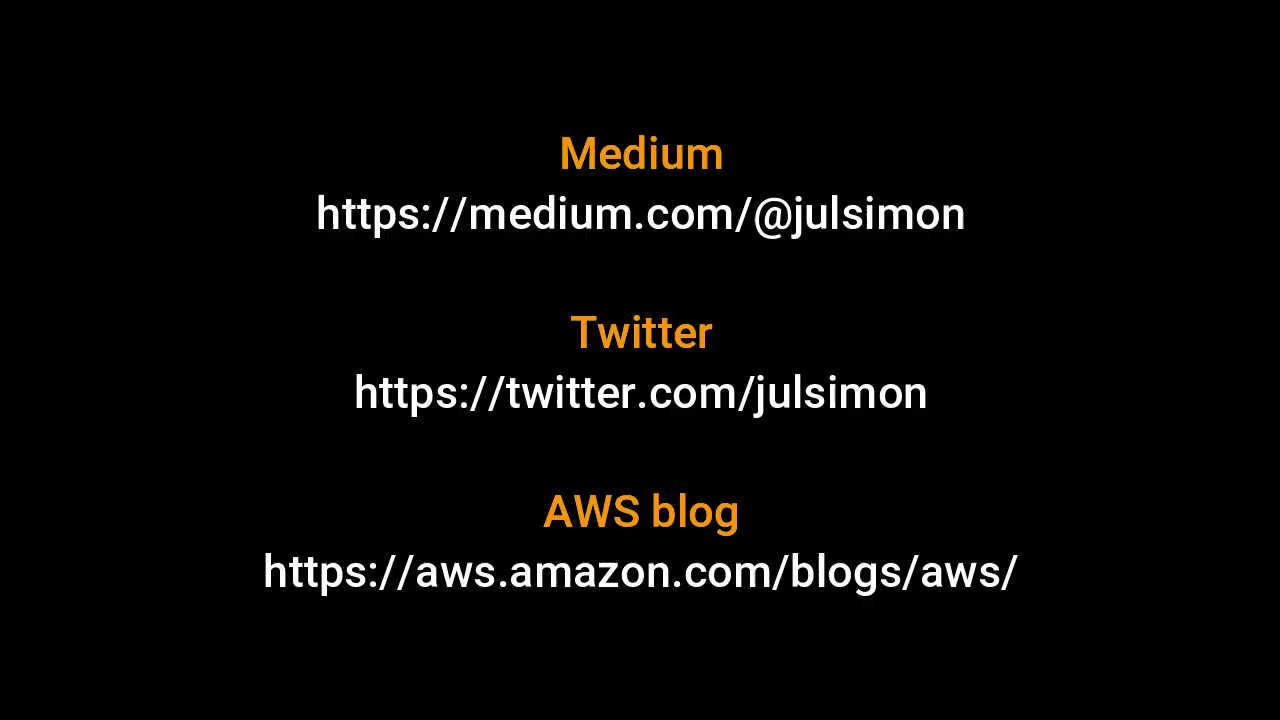 Medium
https://medium.com/@julsimon
Twitter
https://twitter.com/julsimon
AWS blog
https://aws.amazon.com/blogs/aws/